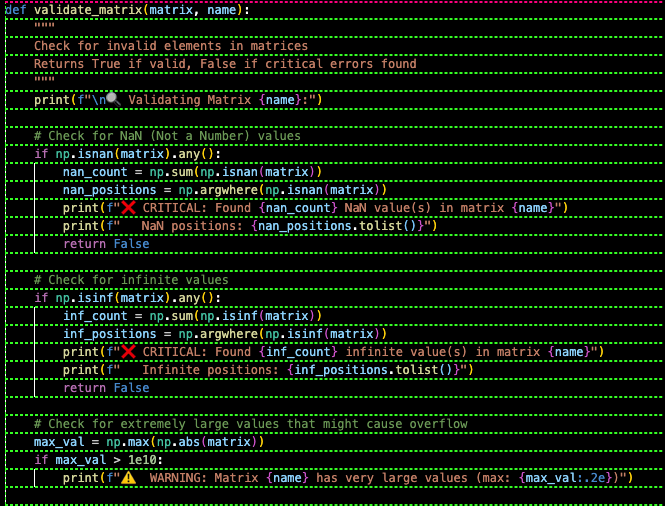 def validate_matrix(matrix, name):
    """
    Check for invalid elements in matrices
    Returns True if valid, False if critical errors found
    """
    print(f"\n🔍 Validating Matrix {name}:")

    # Check for NaN (Not a Number) values
    if np.isnan(matrix).any():
        nan_count = np.sum(np.isnan(matrix))
        nan_positions = np.argwhere(np.isnan(matrix))
        print(f"❌ CRITICAL: Found {nan_count} NaN value(s) in matrix {name}")
        print(f"   NaN positions: {nan_positions.tolist()}")
        return False

    # Check for infinite values
    if np.isinf(matrix).any():
        inf_count = np.sum(np.isinf(matrix))
        inf_positions = np.argwhere(np.isinf(matrix))
        print(f"❌ CRITICAL: Found {inf_count} infinite value(s) in matrix {name}")
        print(f"   Infinite positions: {inf_positions.tolist()}")
        return False

    # Check for extremely large values that might cause overflow
    max_val = np.max(np.abs(matrix))
    if max_val > 1e10:
        print(f"⚠️  WARNING: Matrix {name} has very large values (max: {max_val:.2e})")